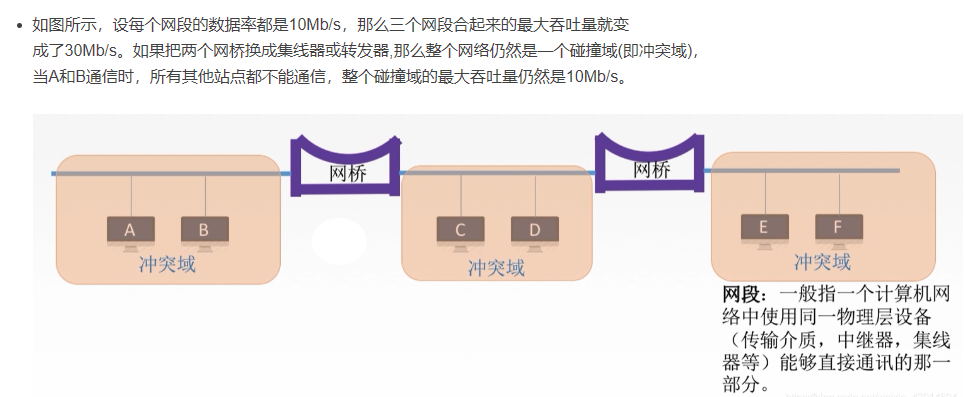 如图所示，设每个网段的数据率都是10Mb/s，那么三个网段合起来的最大吞吐量就变
成了30Mb/s。如果把两个网桥换成集线器或转发器,那么整个网络仍然是一个碰撞域(即冲突域)，
当A和B通信时，所有其他站点都不能通信，整个碰撞域的最大吞吐量仍然是10Mb/s。
网桥
网桥
A
B
C
D
E
F
冲突域
冲突域
冲突域
网段：一般指一个计算机网
络中使用同一物理层设备
（传输介质，中继器，集线
器等）能够直接通讯的那一
部分。